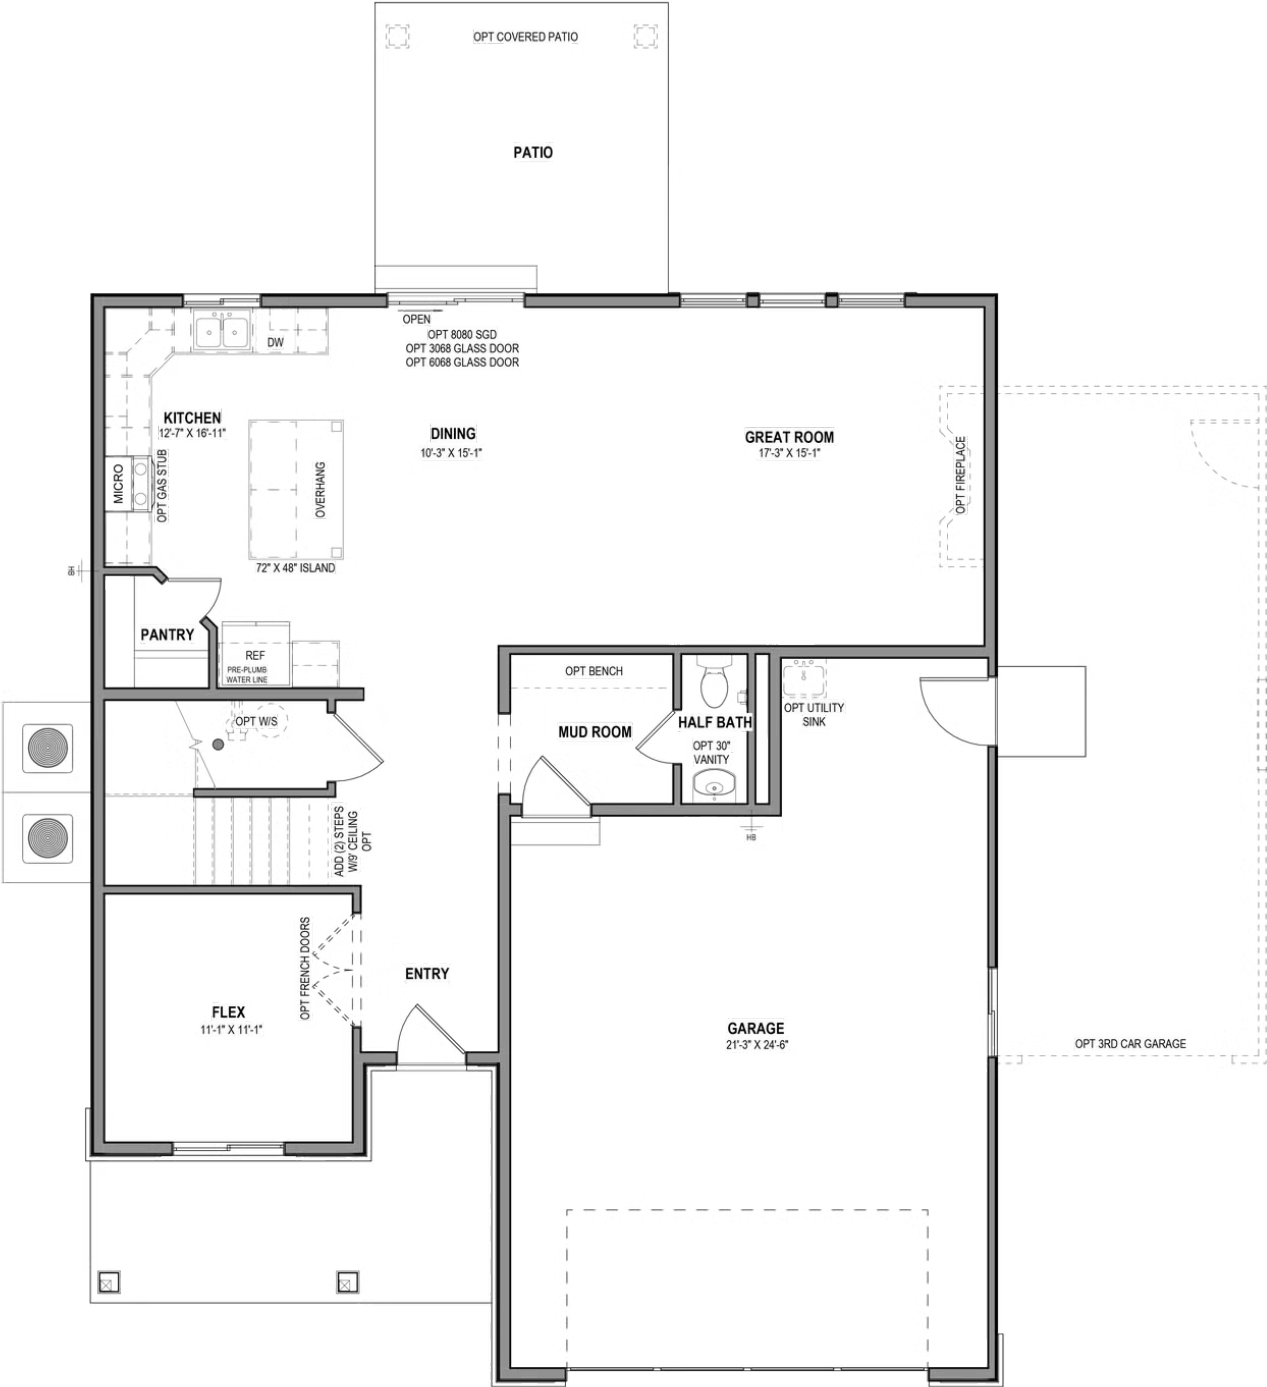 OPT COVERED PATIO
PATIO
OPEN
OPT 8080 SGD
OPT 3068 GLASS DOOR
OPT 6068 GLASS DOOR
DW
KITCHEN
12'-7" X 16'-11"
DINING
10'-3" X 15'-1"
GREAT ROOM
17'-3" X 15'-1"
MICRO
OPT GAS STUB
OVERHANG
OPT FIREPLACE
72" X 48" ISLAND
HB
PANTRY
REF
PRE-PLUMB
WATER LINE
OPT BENCH
OPT W/S
MUD ROOM
HALF BATH
OPT 30"
VANITY
OPT UTILITY
SINK
ADD (2) STEPS
W/9' CEILING
OPT
HB
OPT FRENCH DOORS
ENTRY
FLEX
11'-1" X 11'-1"
GARAGE
21'-3" X 24'-6"
OPT 3RD CAR GARAGE